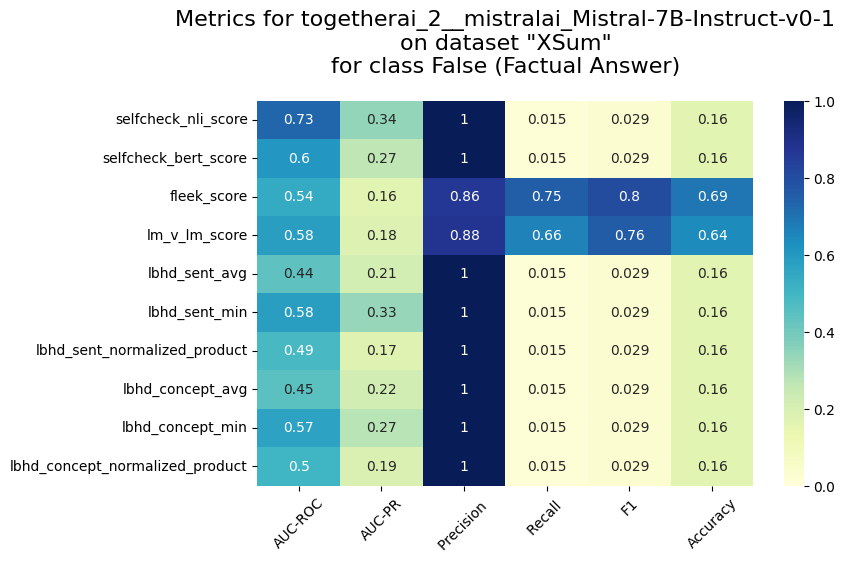 Metrics for togetherai_2__mistralai_Mistral-7B-Instruct-v0-1
on dataset "XSum"
for class False (Factual Answer)
selfcheck_nli_score 0.73 0.34 1 0.015 0.029 0.16
selfcheck_bert_score 0.6 0.27 1 0.015 0.029 0.16
fleek_score 0.54 0.16 0.86 0.75 0.8 0.69
lm_v_lm_score 0.58 0.18 0.88 0.66 0.76 0.64
lbhd_sent_avg 0.44 0.21 1 0.015 0.029 0.16
lbhd_sent_min 0.58 0.33 1 0.015 0.029 0.16
lbhd_sent_normalized_product 0.49 0.17 1 0.015 0.029 0.16
lbhd_concept_avg 0.45 0.22 1 0.015 0.029 0.16
lbhd_concept_min 0.57 0.27 1 0.015 0.029 0.16
lbhd_concept_normalized_product 0.5 0.19 1 0.015 0.029 0.16
AUC-ROC AUC-PR Precision Recall F1 Accuracy
1.0
0.8
0.6
0.4
0.2
0.0